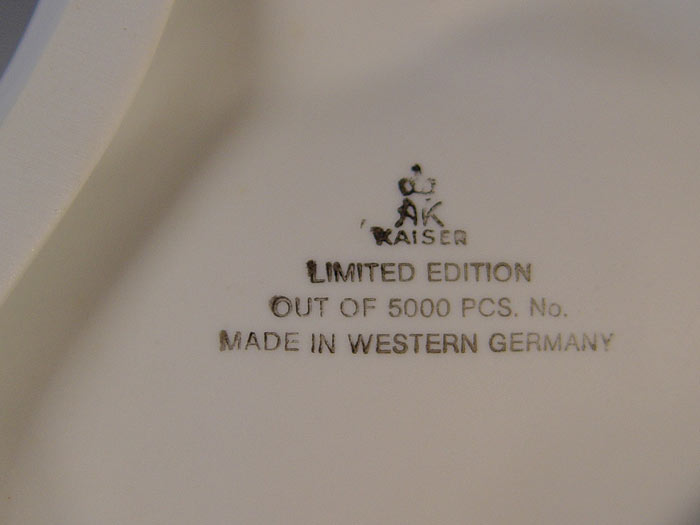 AK
KAISER
LIMITED EDITION
OUT OF 5000 PCS. No.
MADE IN WESTERN GERMANY